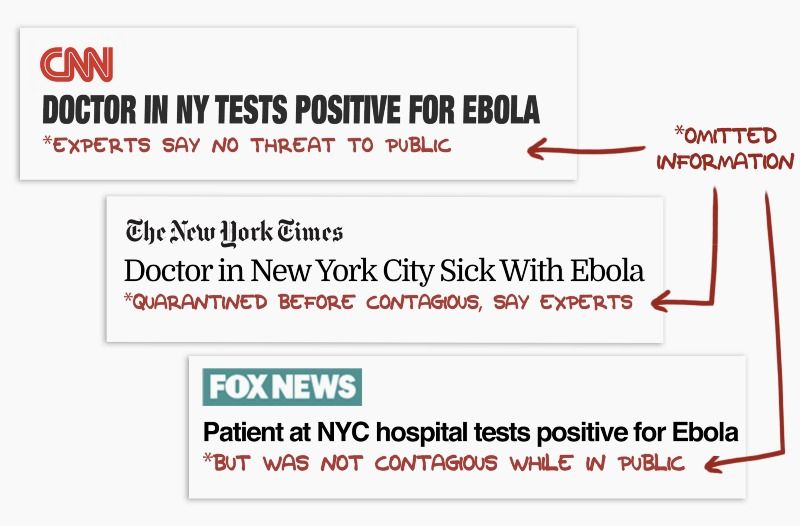 CNN
DOCTOR IN NY TESTS POSITIVE FOR EBOLA
*EXPERTS SAY NO THREAT TO PUBLIC
*OMITTED
INFORMATION
The New York Times
Doctor in New York City Sick With Ebola
*QUARANTINED BEFORE CONTAGIOUS, SAY EXPERTS
FOX NEWS
Patient at NYC hospital tests positive for Ebola
*BUT WAS NOT CONTAGIOUS WHILE IN PUBLIC